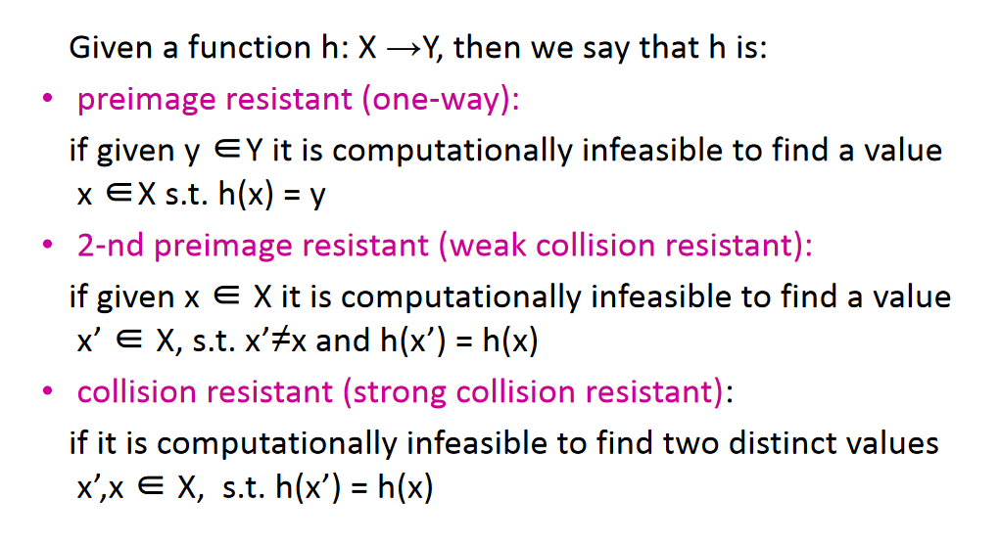 Given a function h: X →Y, then we say that h is:
• preimage resistant (one-way):
if given y ∈Y it is computationally infeasible to find a value
x ∈X s.t. h(x) = y
• 2-nd preimage resistant (weak collision resistant):
if given x ∈ X it is computationally infeasible to find a value
x’ ∈ X, s.t. x’≠x and h(x’) = h(x)
• collision resistant (strong collision resistant):
if it is computationally infeasible to find two distinct values
x’,x ∈ X, s.t. h(x’) = h(x)